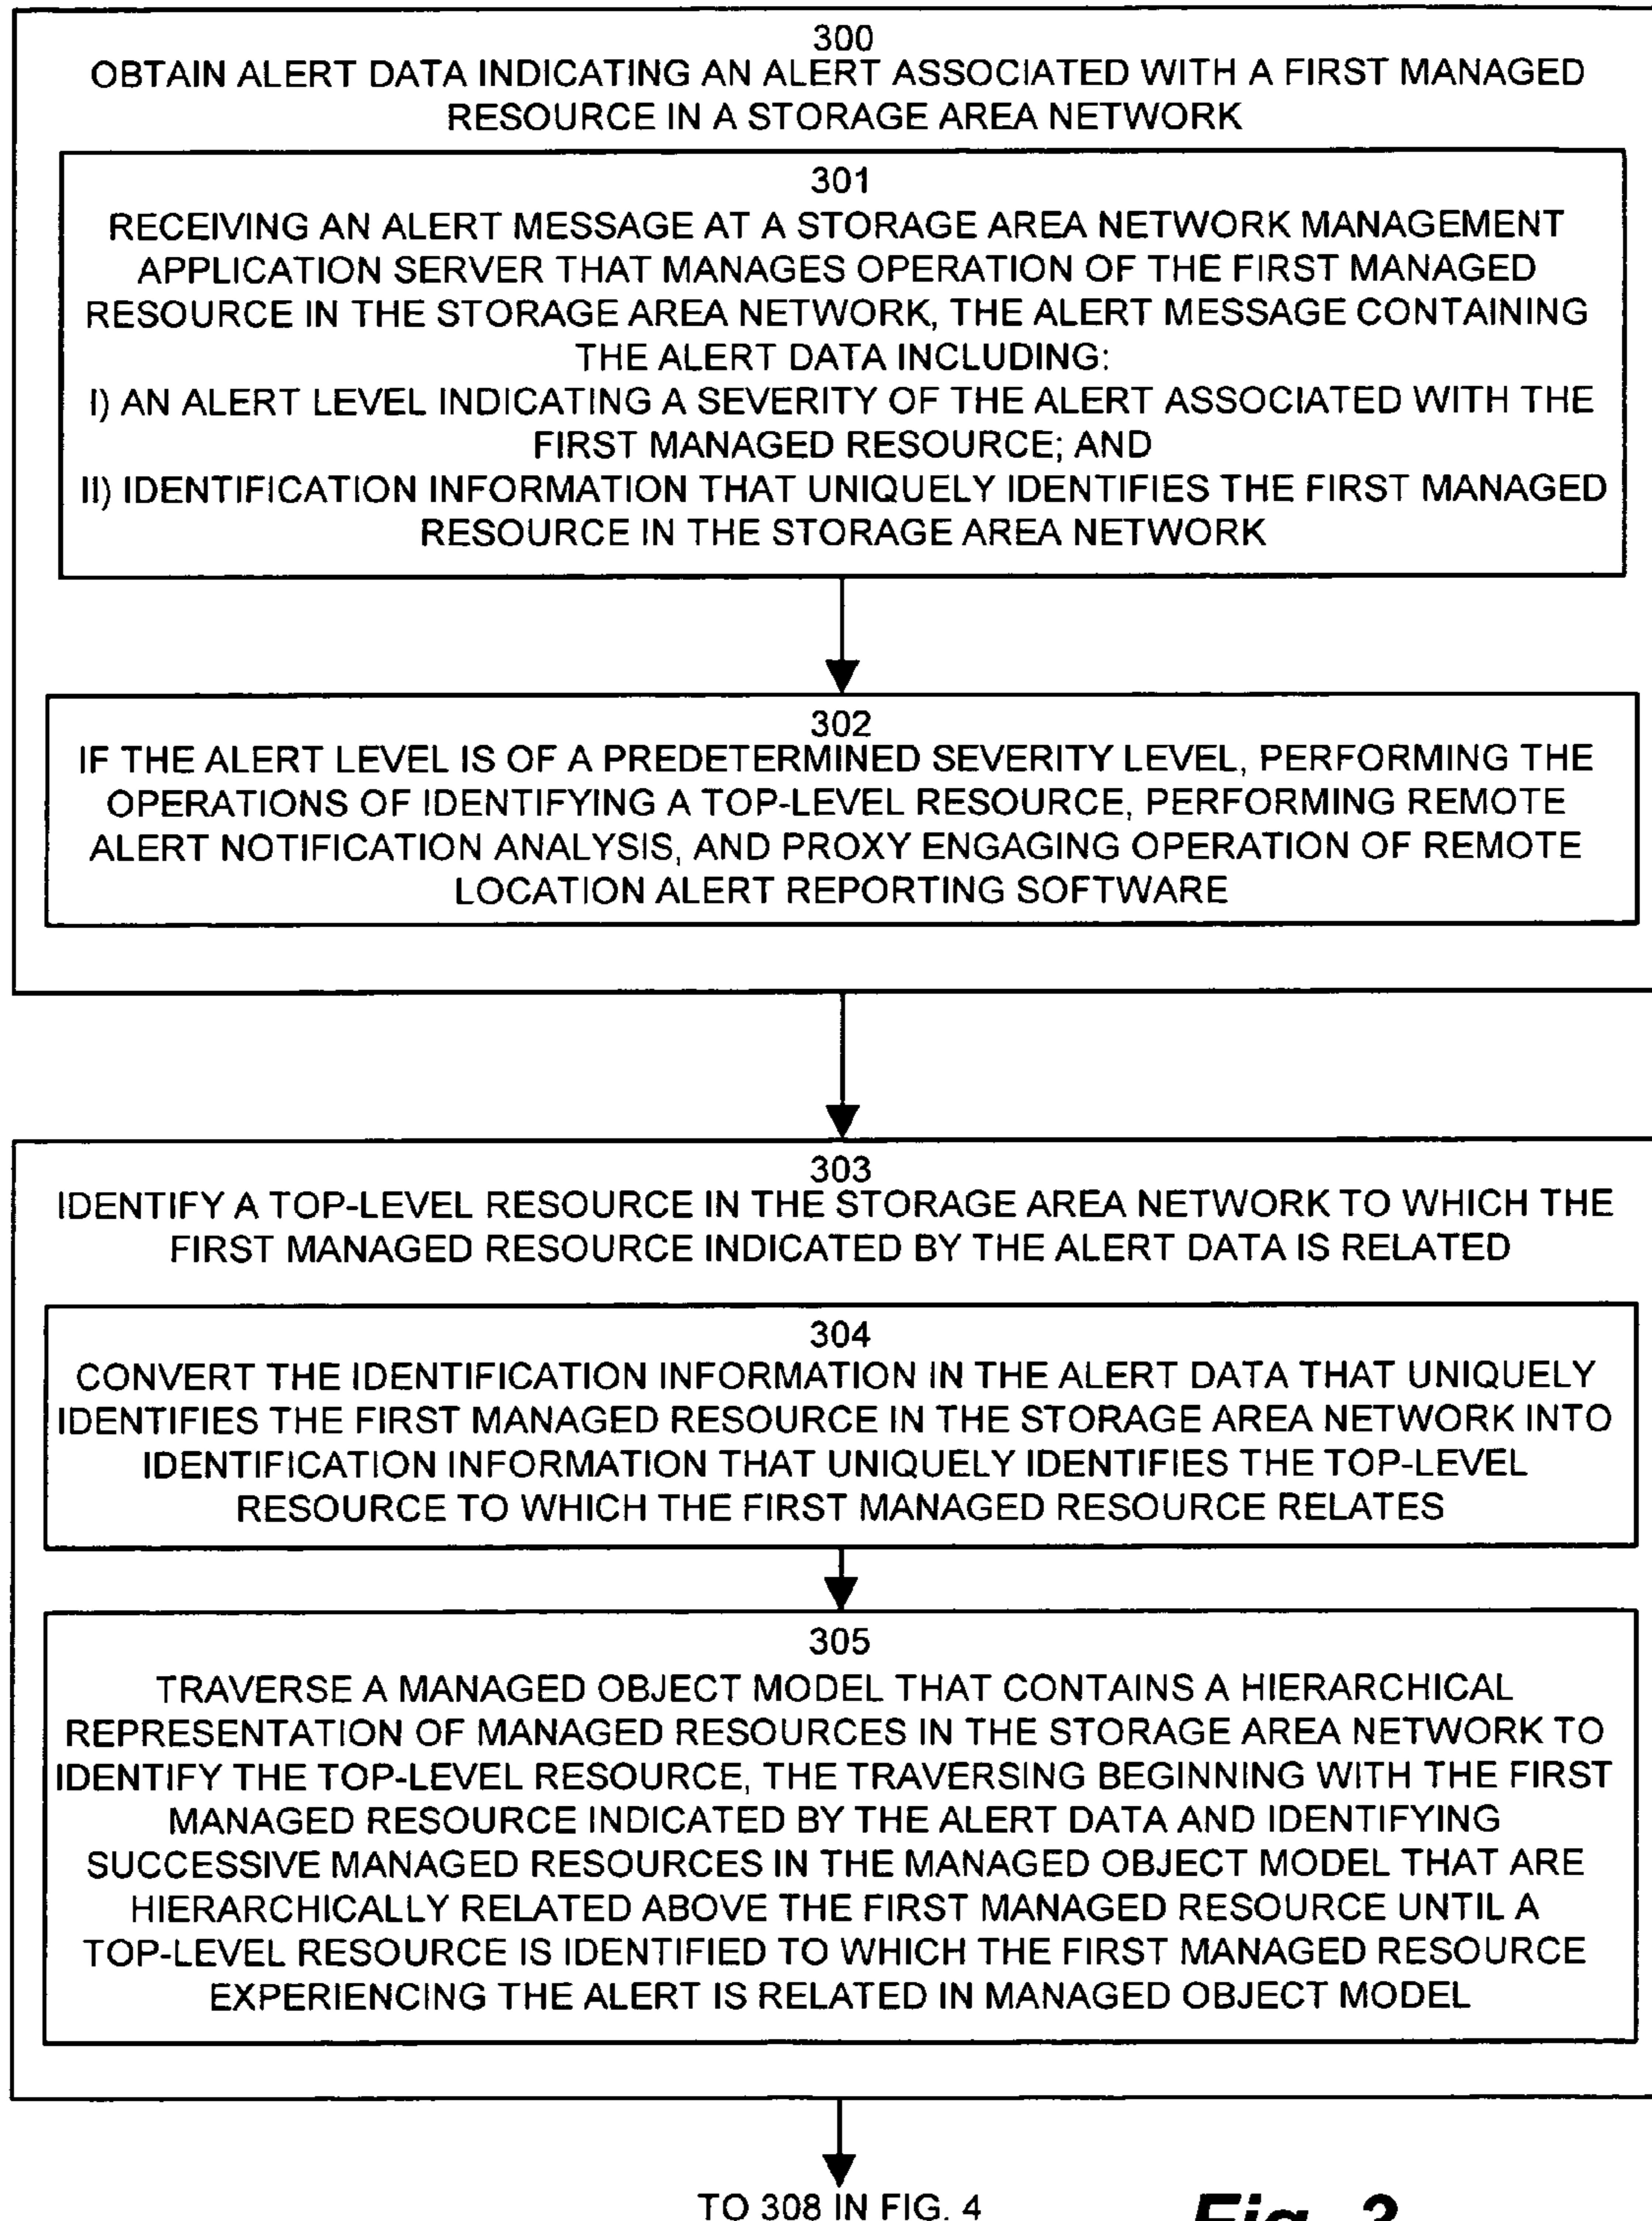 300
OBTAIN ALERT DATA INDICATING AN ALERT ASSOCIATED WITH A FIRST MANAGED
RESOURCE IN A STORAGE AREA NETWORK
301
RECEIVING AN ALERT MESSAGE AT A STORAGE AREA NETWORK MANAGEMENT
APPLICATION SERVER THAT MANAGES OPERATION OF THE FIRST MANAGED
RESOURCE IN THE STORAGE AREA NETWORK, THE ALERT MESSAGE CONTAINING
THE ALERT DATA INCLUDING:
I) AN ALERT LEVEL INDICATING A SEVERITY OF THE ALERT ASSOCIATED WITH THE
FIRST MANAGED RESOURCE; AND
II) IDENTIFICATION INFORMATION THAT UNIQUELY IDENTIFIES THE FIRST MANAGED
RESOURCE IN THE STORAGE AREA NETWORK
302
IF THE ALERT LEVEL IS OF A PREDETERMINED SEVERITY LEVEL, PERFORMING THE
OPERATIONS OF IDENTIFYING A TOP-LEVEL RESOURCE, PERFORMING REMOTE
ALERT NOTIFICATION ANALYSIS, AND PROXY ENGAGING OPERATION OF REMOTE
LOCATION ALERT REPORTING SOFTWARE
303
IDENTIFY A TOP-LEVEL RESOURCE IN THE STORAGE AREA NETWORK TO WHICH THE
FIRST MANAGED RESOURCE INDICATED BY THE ALERT DATA IS RELATED
304
CONVERT THE IDENTIFICATION INFORMATION IN THE ALERT DATA THAT UNIQUELY
IDENTIFIES THE FIRST MANAGED RESOURCE IN THE STORAGE AREA NETWORK INTO
IDENTIFICATION INFORMATION THAT UNIQUELY IDENTIFIES THE TOP-LEVEL
RESOURCE TO WHICH THE FIRST MANAGED RESOURCE RELATES
305
TRAVERSE A MANAGED OBJECT MODEL THAT CONTAINS A HIERARCHICAL
REPRESENTATION OF MANAGED RESOURCES IN THE STORAGE AREA NETWORK TO
IDENTIFY THE TOP-LEVEL RESOURCE, THE TRAVERSING BEGINNING WITH THE FIRST
MANAGED RESOURCE INDICATED BY THE ALERT DATA AND IDENTIFYING
SUCCESSIVE MANAGED RESOURCES IN THE MANAGED OBJECT MODEL THAT ARE
HIERARCHICALLY RELATED ABOVE THE FIRST MANAGED RESOURCE UNTIL A
TOP-LEVEL RESOURCE IS IDENTIFIED TO WHICH THE FIRST MANAGED RESOURCE
EXPERIENCING THE ALERT IS RELATED IN MANAGED OBJECT MODEL
TO 308 IN FIG. 4
Fig.